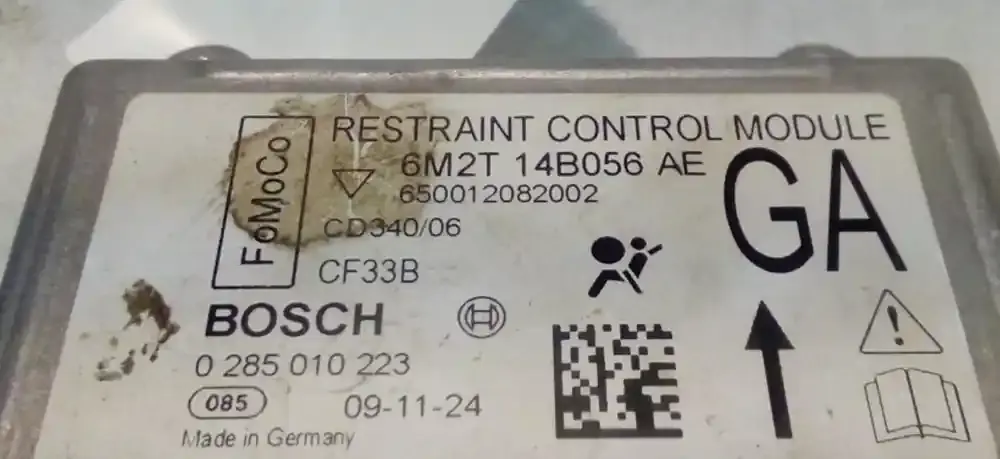 FoMoCo
RESTRAINT CONTROL MODULE
6M2T 14B056 AE
650012082002
CD340/06
CF33B
GA
BOSCH
0 285 010 223
085 09-11-24
Made in Germany